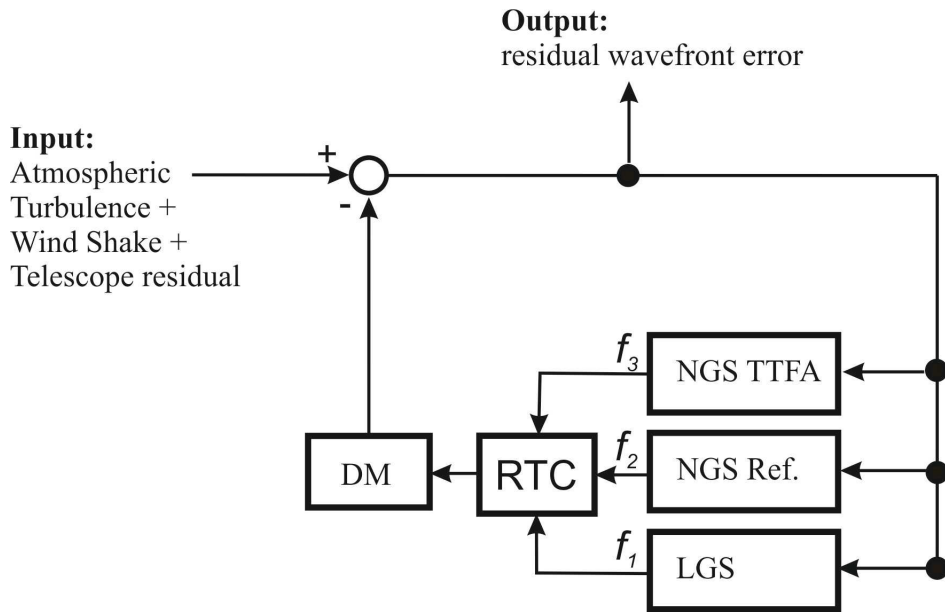 Output:
residual wavefront error
Input:
Atmospheric
Turbulence +
Wind Shake +
Telescope residual
+
-
f3
NGS TTFA
DM
RTC
f2
NGS Ref.
f1
LGS